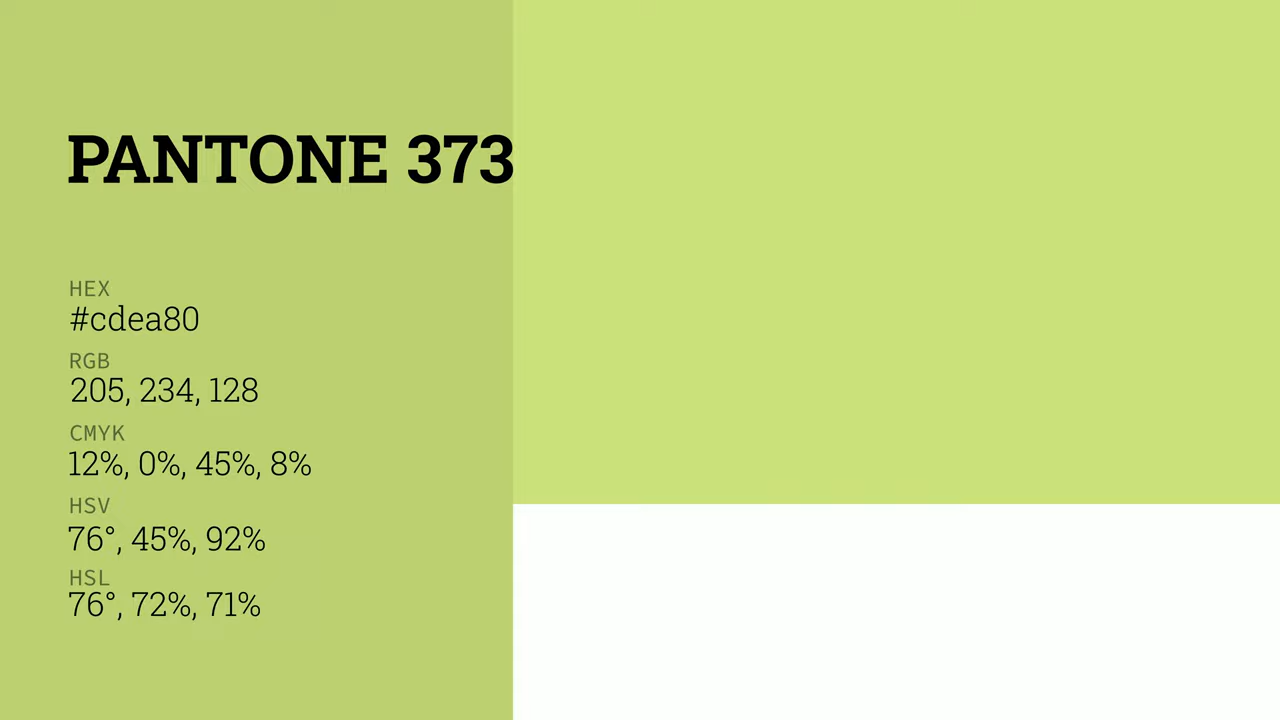 PANTONE 373
HEX
#cdea80
RGB
205, 234, 128
CMYK
12%, 0%, 45%, 8%
HSV
76°, 45%, 92%
HSL
76°, 72%, 71%